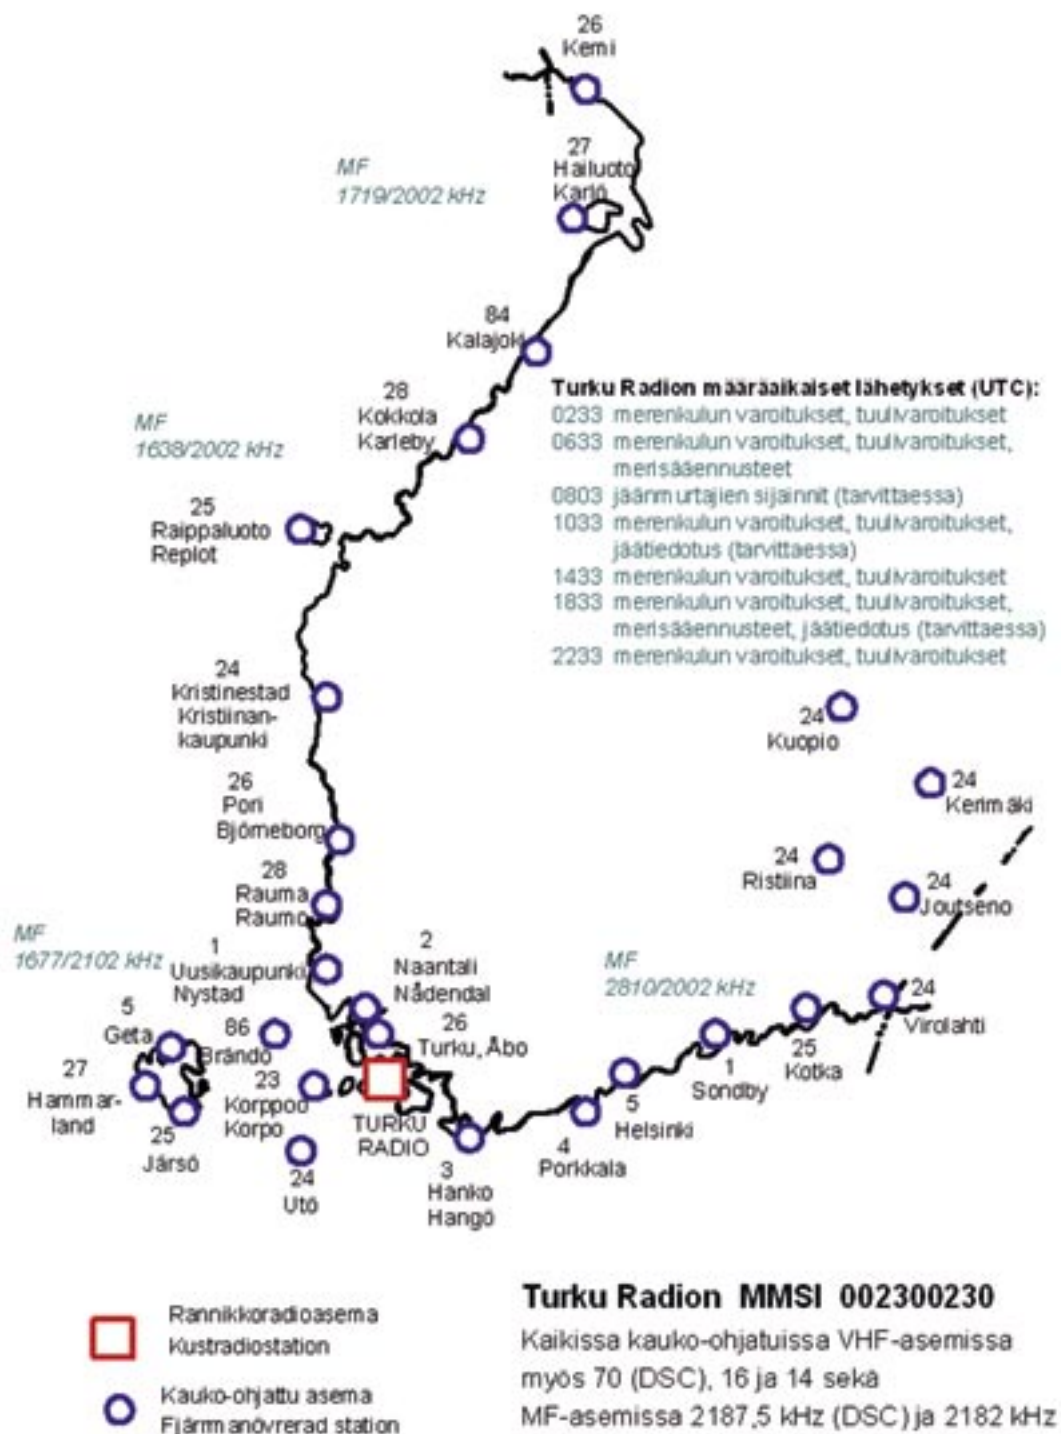 26
Kemi
MF
1719/2002 kHz
27
Hailuoto
Karlö
84
Kalajoki
28
Kokkola
Karleby
MF
1638/2002 kHz
25
Raippaluoto
Replot
Turku Radion määräaikaiset lähetykset (UTC):
0233 merenkulun varoitukset, tuulivaroitukset
0633 merenkulun varoitukset, tuulivaroitukset,
merisääennusteet
0803 jäänmurtajien sijainnit (tarvittaessa)
1033 merenkulun varoitukset, tuulivaroitukset,
jäätiedotus (tarvittaessa)
1433 merenkulun varoitukset, tuulivaroitukset
1833 merenkulun varoitukset, tuulivaroitukset,
merisääennusteet, jäätiedotus (tarvittaessa)
2233 merenkulun varoitukset, tuulivaroitukset
24
Kristinestad
Kristiinan-
kaupunki
24
Kuopio
24
Kerimäki
26
Pori
Björneborg
24
Ristiina
24
Joutseno
28
Rauma
Raumo
MF
1677/2102 kHz
1
Uusikaupunki
Nystad
2
Naantali
Nådendal
MF
2810/2002 kHz
24
Virolahti
5
Geta
86
Brändö
26
Turku, Åbo
25
Kotka
1
Sondby
27
Hammar-
land
23
Korppoo
Korpo
TURKU
RADIO
5
Helsinki
25
Järsö
24
Utö
3
Hanko
Hangö
4
Porkkala
Rannikkoradioasema
Kustradiostation
Kauko-ohjattu asema
Fjärrmanövrerad station
Turku Radion MMSI 002300230
Kaikissa kauko-ohjatuissa VHF-asemissa
myös 70 (DSC), 16 ja 14 sekä
MF-asemissa 2187,5 kHz (DSC) ja 2182 kHz